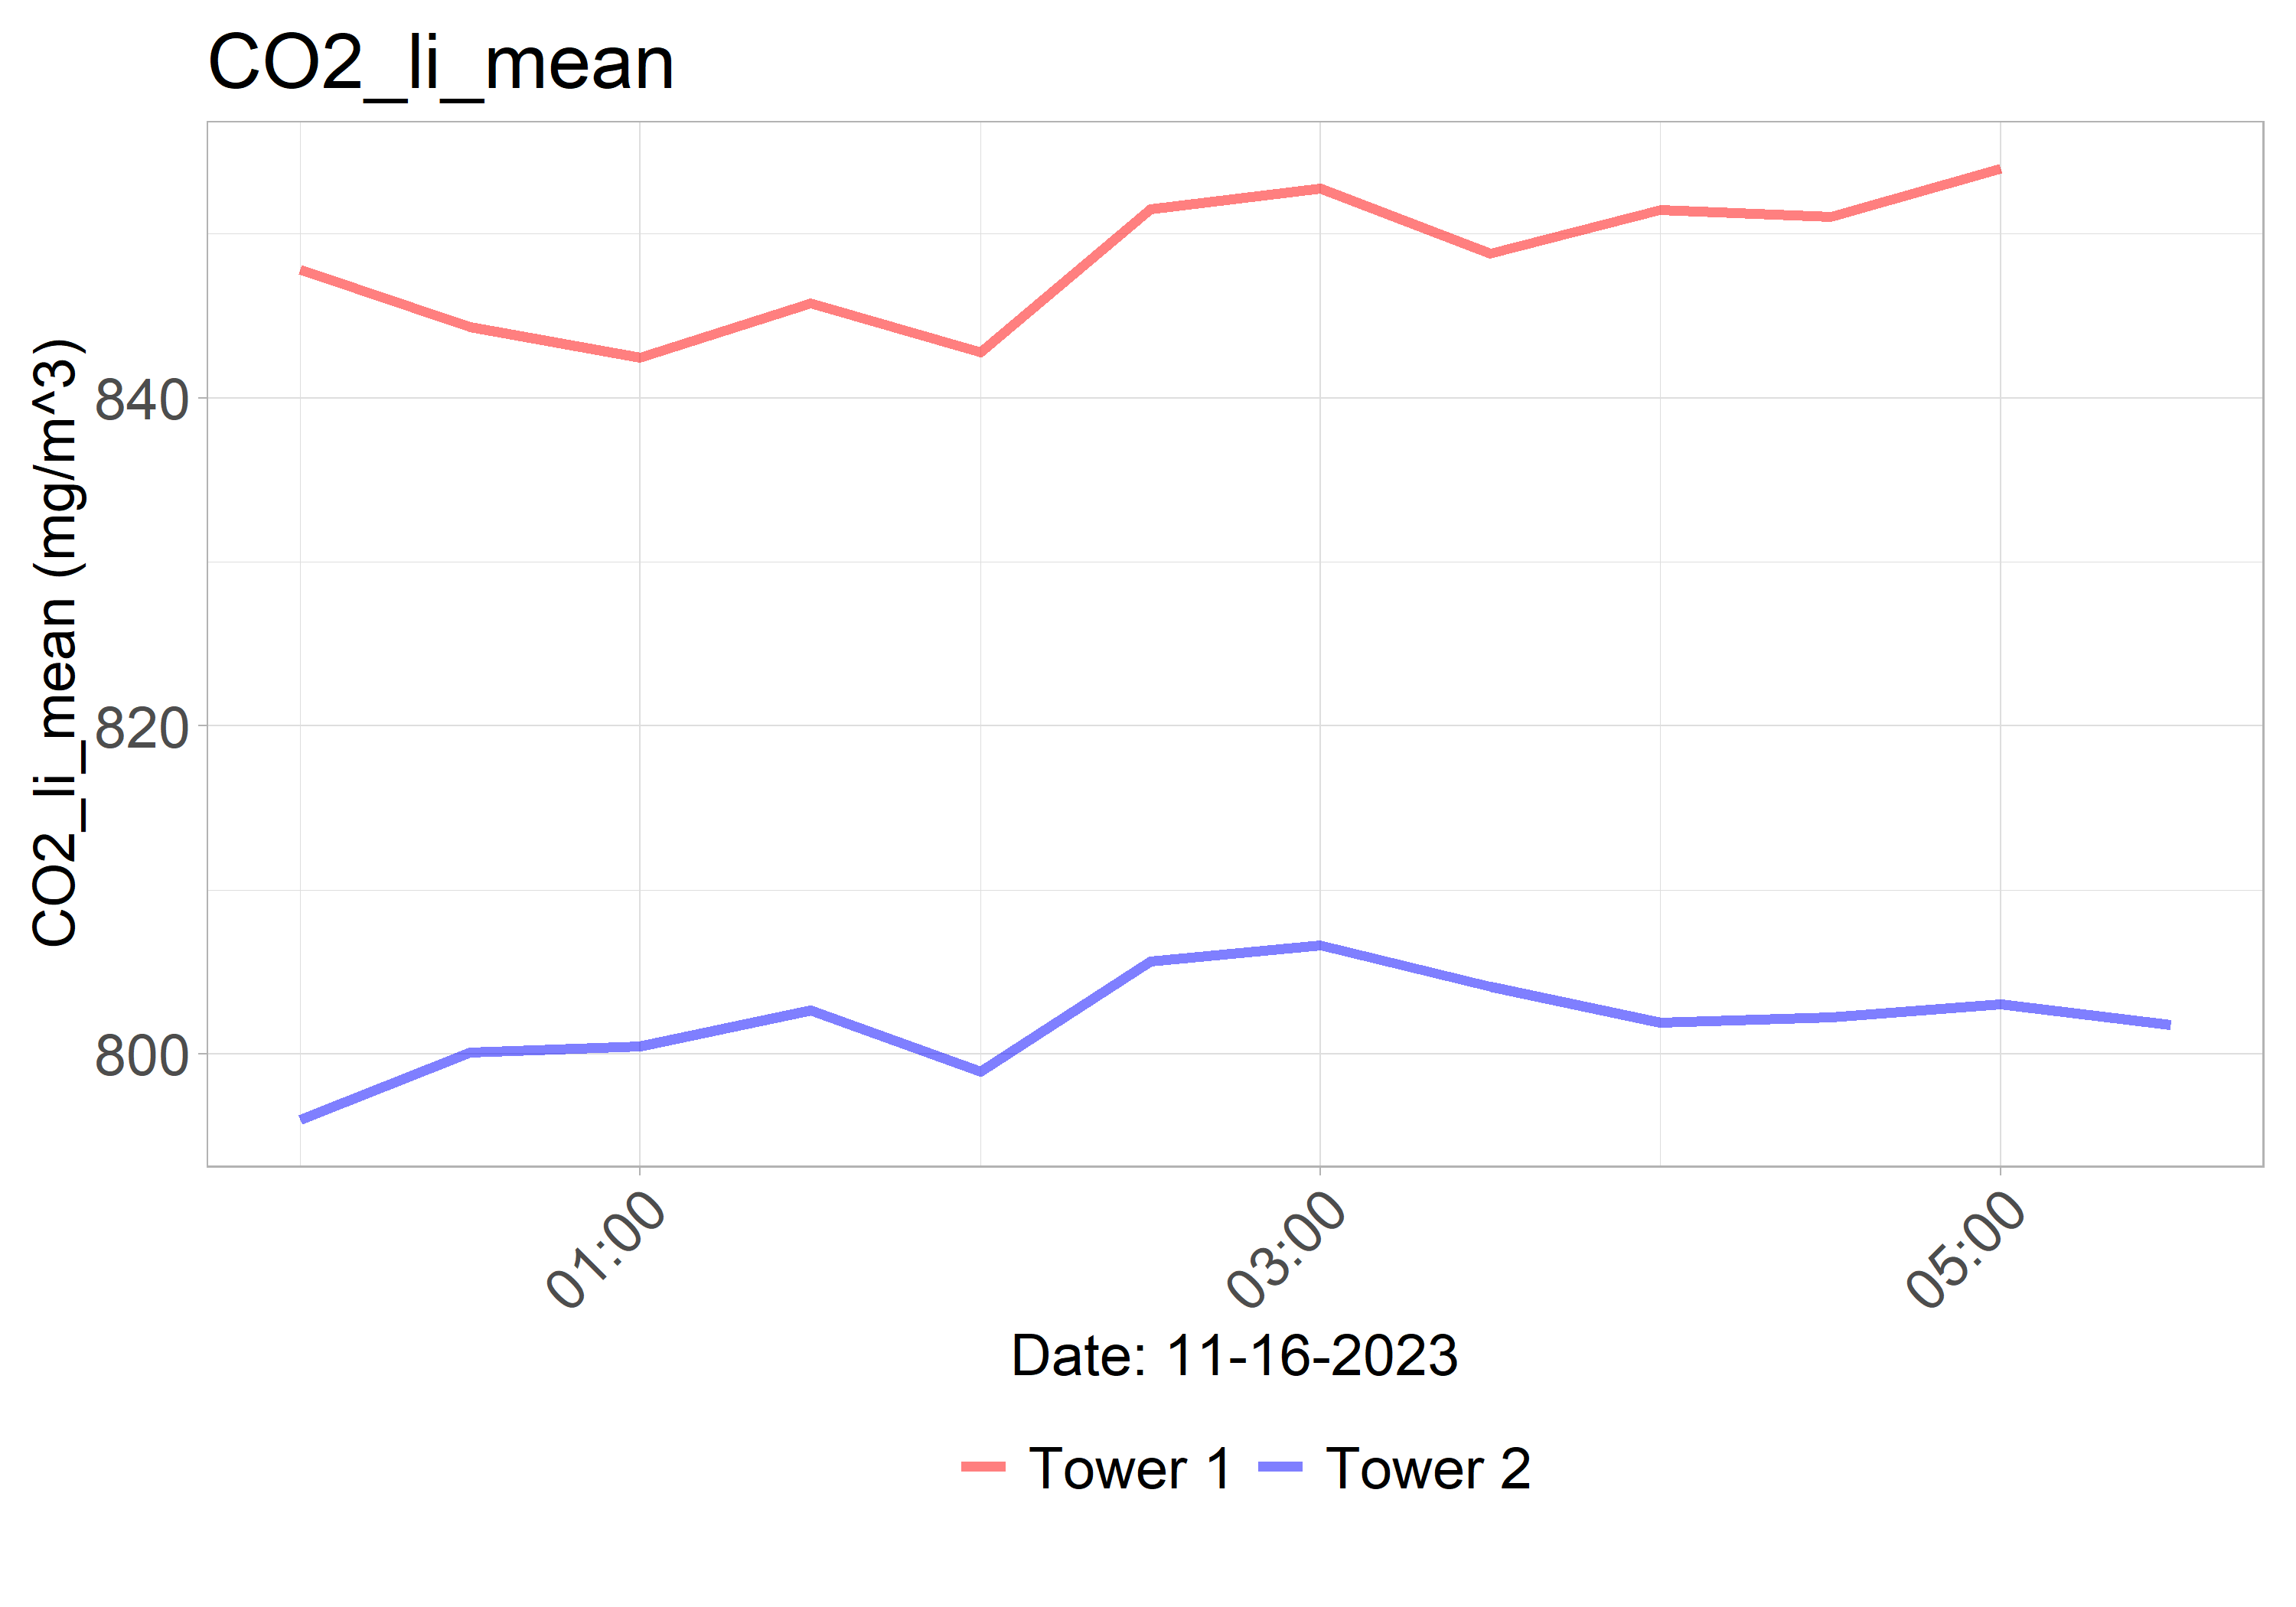 CO2_li_mean
CO2_li_mean (mg/m^3)
840
820
800
01:00
03:00
05:00
Date: 11-16-2023
Tower 1
Tower 2